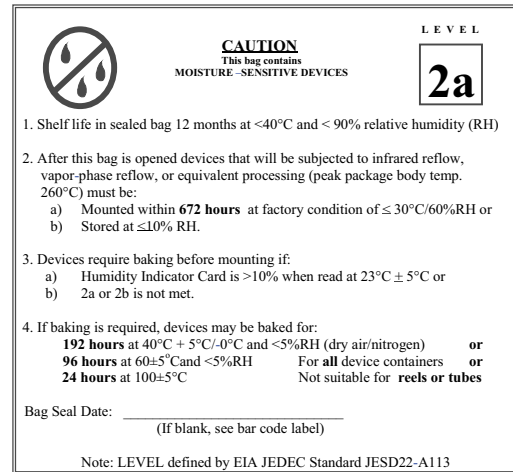 LEVEL
CAUTION
This bag contains
MOISTURE –SENSITIVE DEVICES
2a
1. Shelf life in sealed bag 12 months at <40°C and < 90% relative humidity (RH)
2. After this bag is opened devices that will be subjected to infrared reflow,
vapor-phase reflow, or equivalent processing (peak package body temp.
260°C) must be:
a) Mounted within 672 hours at factory condition of ≤ 30°C/60%RH or
b) Stored at ≤10% RH.
3. Devices require baking before mounting if:
a) Humidity Indicator Card is >10% when read at 23°C ± 5°C or
b) 2a or 2b is not met.
4. If baking is required, devices may be baked for:
192 hours at 40°C + 5°C/-0°C and <5%RH (dry air/nitrogen) or
96 hours at 60±5°Cand <5%RH For all device containers or
24 hours at 100±5°C Not suitable for reels or tubes
Bag Seal Date: ______________________________
(If blank, see bar code label)
Note: LEVEL defined by EIA JEDEC Standard JESD22-A113